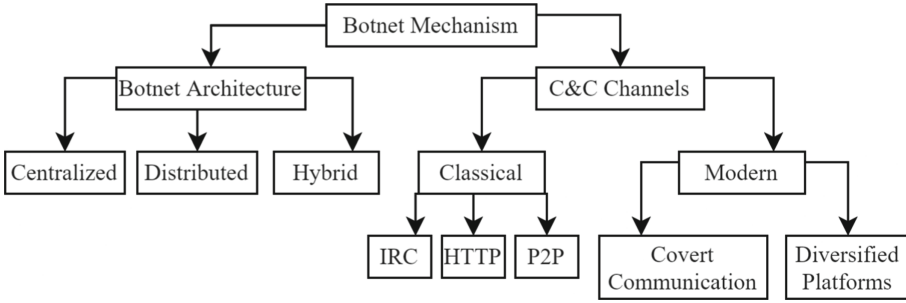 Botnet Mechanism
Botnet Architecture
C&C Channels
Centralized
Distributed
Hybrid
Classical
Modern
IRC
HTTP
P2P
Covert
Communication
Diversified
Platforms